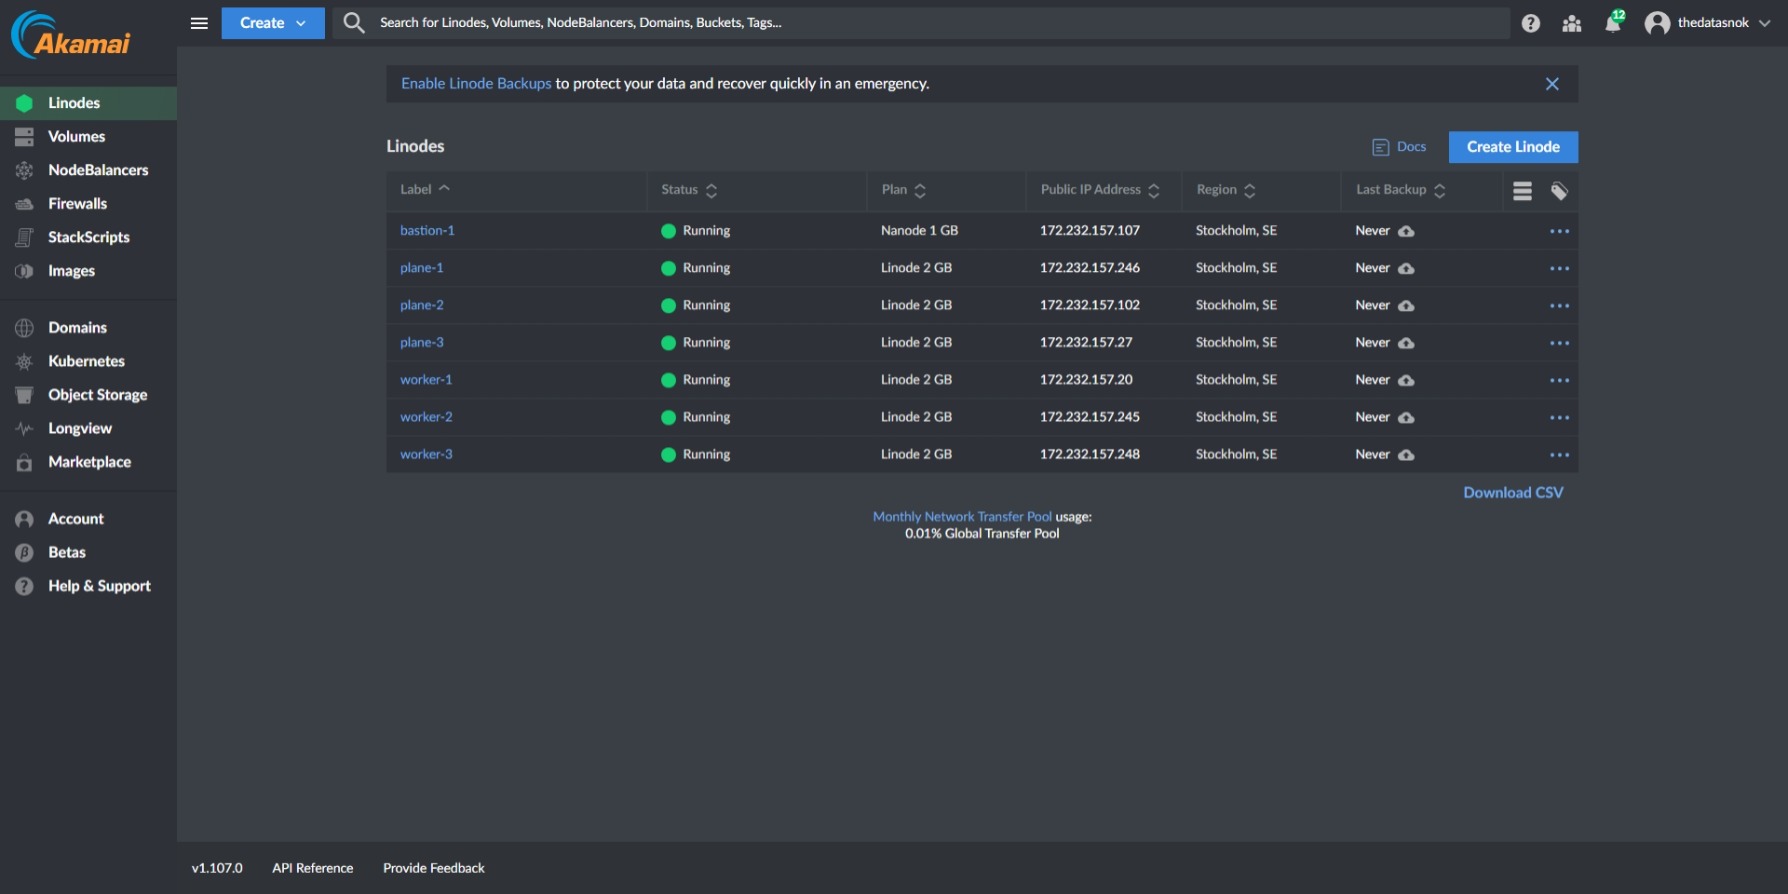 Akamai
Create
Search for Linodes, Volumes, NodeBalancers, Domains, Buckets, Tags...
12
thedatasnok
Linodes
Volumes
NodeBalancers
Firewalls
StackScripts
Images
Domains
Kubernetes
Object Storage
Longview
Marketplace
Account
β Betas
Help & Support
Enable Linode Backups to protect your data and recover quickly in an emergency.
Linodes
Docs
Create Linode
Label Status Plan Public IP Address Region Last Backup
bastion-1 Running Nanode 1 GB 172.232.157.107 Stockholm, SE Never
plane-1 Running Linode 2 GB 172.232.157.246 Stockholm, SE Never
plane-2 Running Linode 2 GB 172.232.157.102 Stockholm, SE Never
plane-3 Running Linode 2 GB 172.232.157.27 Stockholm, SE Never
worker-1 Running Linode 2 GB 172.232.157.20 Stockholm, SE Never
worker-2 Running Linode 2 GB 172.232.157.245 Stockholm, SE Never
worker-3 Running Linode 2 GB 172.232.157.248 Stockholm, SE Never
Download CSV
Monthly Network Transfer Pool usage:
0.01% Global Transfer Pool
v1.107.0 API Reference Provide Feedback